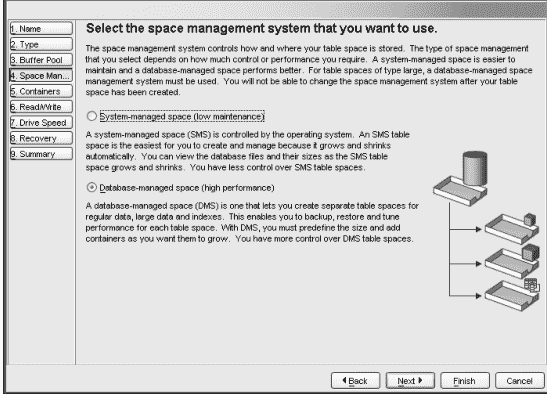 1. Name
2. Type
3. Buffer Pool
4. Space Man...
5. Containers
6. Read/Write
7. Drive Speed
8. Recovery
9. Summary
Select the space management system that you want to use.
The space management system controls how and where your table space is stored. The type of space management
that you select depends on how much control or performance you require. A system-managed space is easier to
maintain and a database-managed space performs better. For table spaces of type large, a database-managed space
management system must be used. You will not be able to change the space management system after your table
space has been created.
System-managed space (low maintenance)
A system-managed space (SMS) is controlled by the operating system. An SMS table
space is the easiest for you to create and manage because it grows and shrinks
automatically. You can view the database files and their sizes as the SMS table
space grows and shrinks. You have less control over SMS table spaces.
Database-managed space (high performance)
A database-managed space (DMS) is one that lets you create separate table spaces for
regular data, large data and indexes. This enables you to backup, restore and tune
performance for each table space. With DMS, you must predefine the size and add
containers as you want them to grow. You have more control over DMS table spaces.
Back
Next
Finish
Cancel